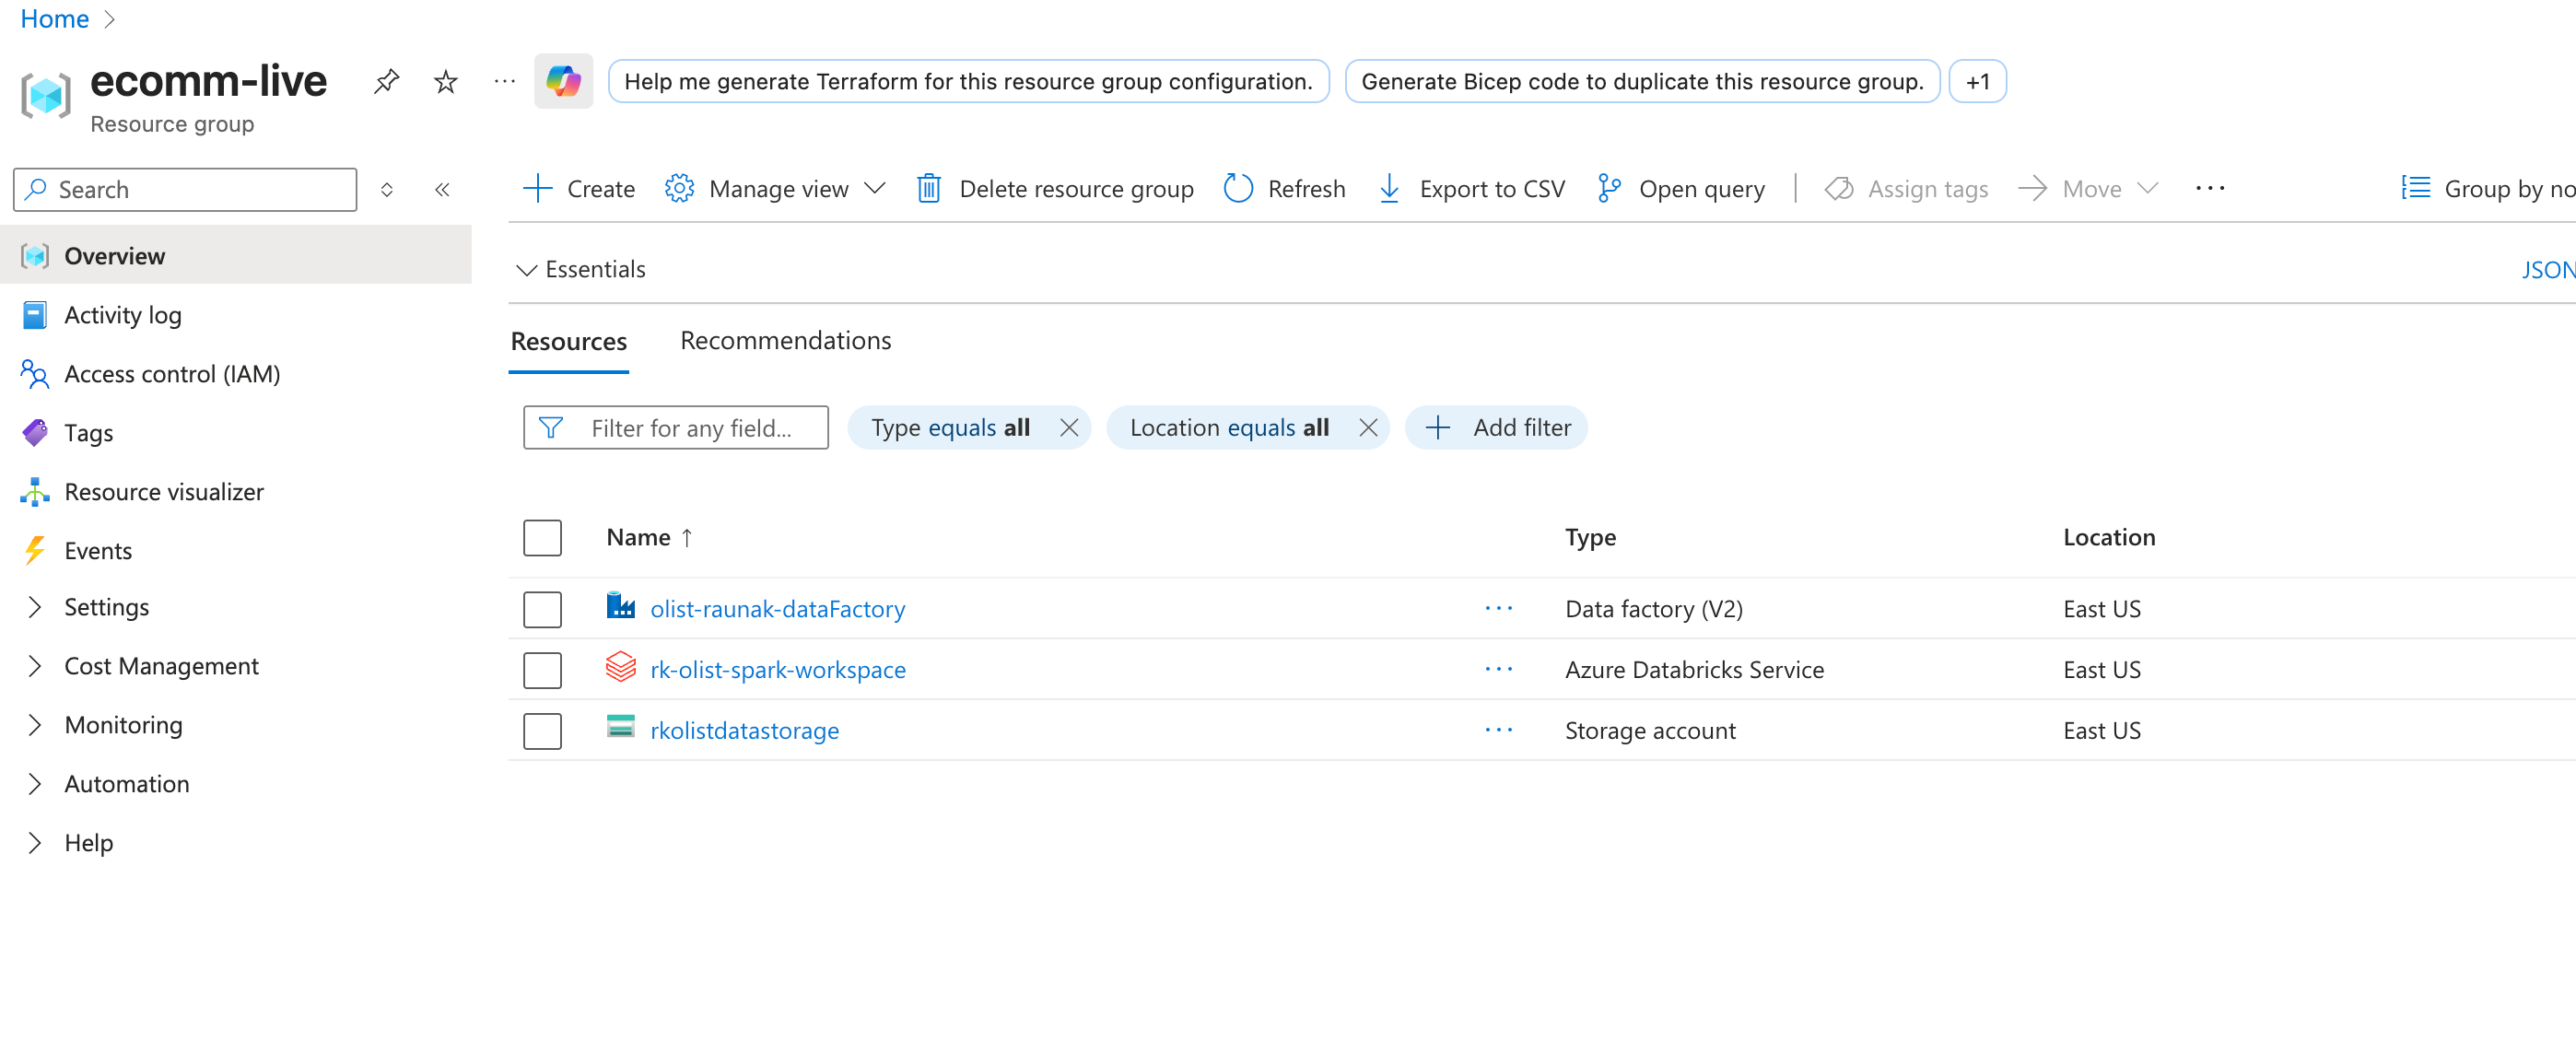 Home
ecomm-live
Resource group
Help me generate Terraform for this resource group configuration.
Generate Bicep code to duplicate this resource group.
+1
Search
Create
Manage view
Delete resource group
Refresh
Export to CSV
Open query
Assign tags
Move
Group by no
Overview
Activity log
Access control (IAM)
Tags
Resource visualizer
Events
Settings
Cost Management
Monitoring
Automation
Help
Essentials
JSON
Resources
Recommendations
Filter for any field...
Type equals all
Location equals all
Add filter
Name ↑ Type Location
olist-raunak-dataFactory Data factory (V2) East US
rk-olist-spark-workspace Azure Databricks Service East US
rkolistdatastorage Storage account East US